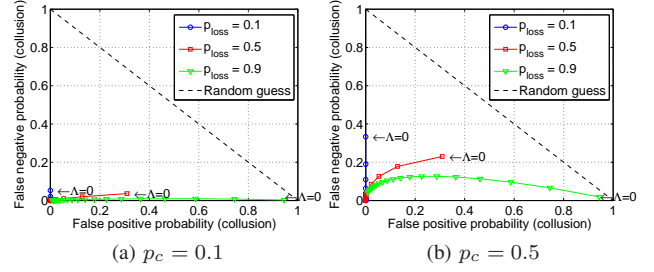 False negative probability (collusion)
1
0.8
0.6
0.4
0.2
0
0 0.2 0.4 0.6 0.8 1
False positive probability (collusion)
p_loss = 0.1
p_loss = 0.5
p_loss = 0.9
Random guess
←Λ=0
←Λ=0
←Λ=0
(a) p_c = 0.1
False negative probability (collusion)
1
0.8
0.6
0.4
0.2
0
0 0.2 0.4 0.6 0.8 1
False positive probability (collusion)
p_loss = 0.1
p_loss = 0.5
p_loss = 0.9
Random guess
←Λ=0
←Λ=0
←Λ=0
(b) p_c = 0.5